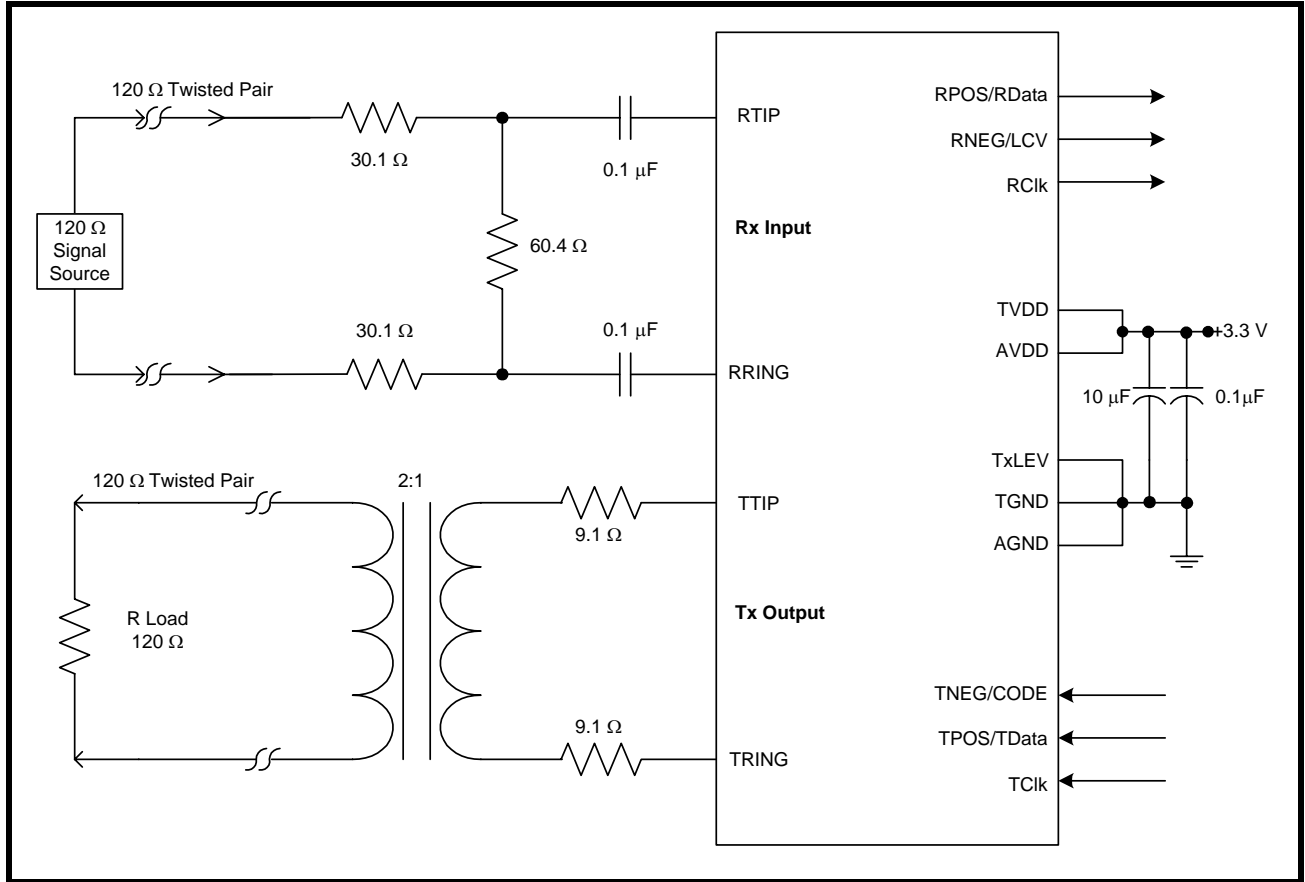 120 Ω Twisted Pair
30.1 Ω
0.1 μF
RTIP
120 Ω
Signal
Source
60.4 Ω
Rx Input
30.1 Ω
0.1 μF
RRING
120 Ω Twisted Pair
2:1
9.1 Ω
TTIP
R Load
120 Ω
Tx Output
9.1 Ω
TRING
RPOS/RData
RNEG/LCV
RClk
TVDD
AVDD
+3.3 V
10 μF
0.1μF
TxLEV
TGND
AGND
TNEG/CODE
TPOS/TData
TClk